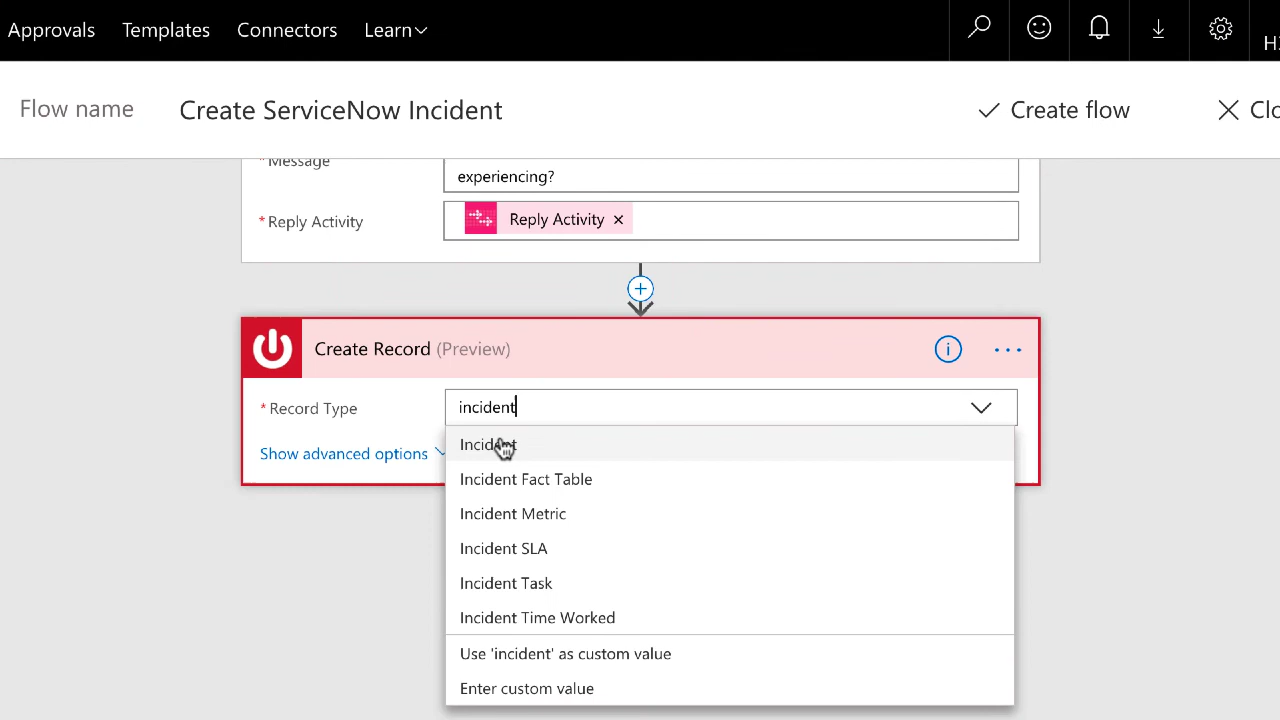 Approvals Templates Connectors Learn
Flow name Create ServiceNow Incident Create flow
* Message
experiencing?
* Reply Activity Reply Activity ×
Create Record (Preview)
* Record Type incident
Show advanced options
Incident
Incident Fact Table
Incident Metric
Incident SLA
Incident Task
Incident Time Worked
Use 'incident' as custom value
Enter custom value